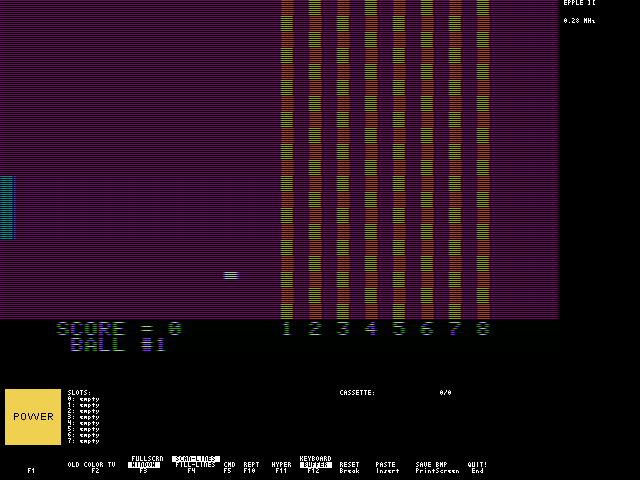 EPPLE II
0.28 MHz
SCORE = 0 1 2 3 4 5 6 7 8
BALL #1
POWER
SLOTS:
0: empty
1: empty
2: empty
3: empty
4: empty
5: empty
6: empty
7: empty
CASSETTE: 0/0
FULLSCRN SCAN-LINES KEYBOARD
OLD COLOR TV WINDOW FILL-LINES CMD REPT HYPER BUFFER RESET PASTE SAVE BMP QUIT!
F1 F2 F3 F4 F5 F10 F11 F12 Break Insert PrintScreen End